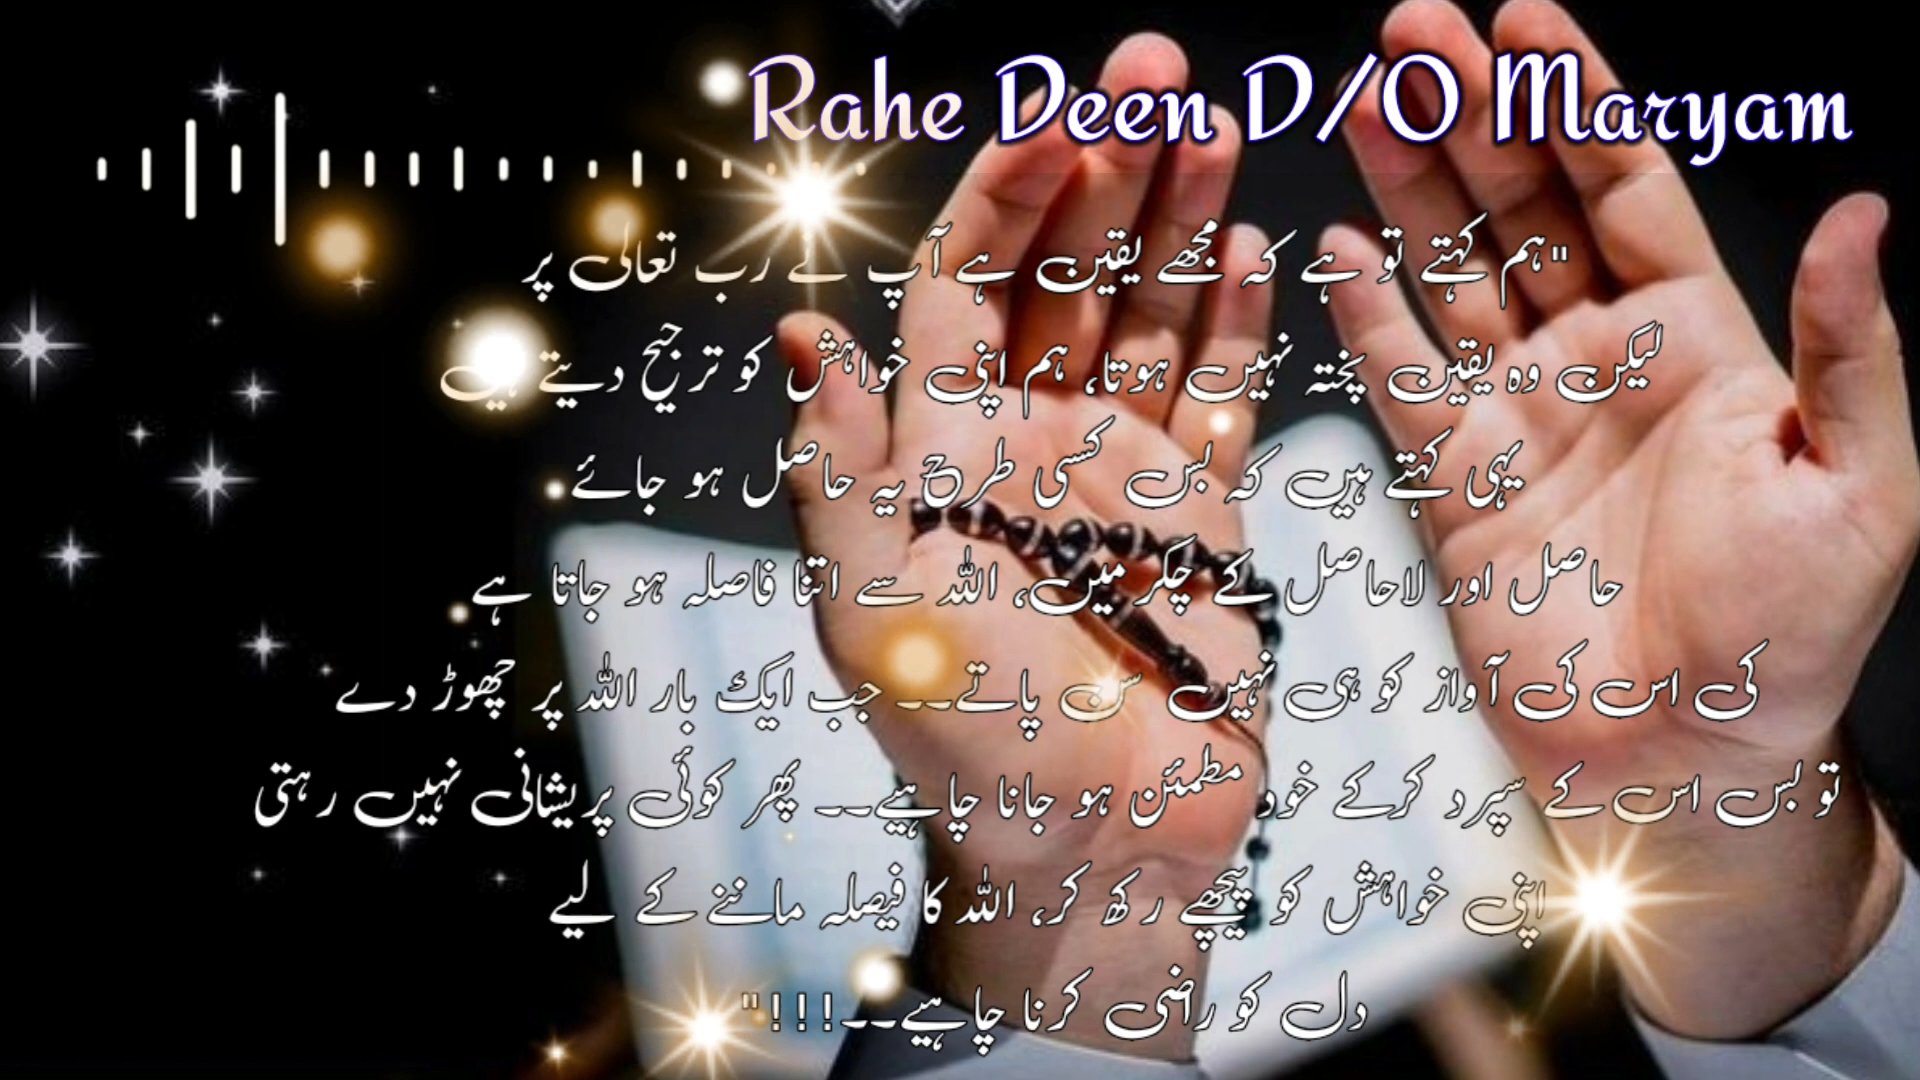 Rahe Deen D/O Maryam
"ہم کہتے تو ہے کہ مجھے یقین ہے آپ کے رب تعالی پر
لیکن وہ یقین پختہ نہیں ہوتا، ہم اپنی خواہش کو ترجیح دیتے ہیں
یہی کہتے ہیں کہ بس کسی طرح یہ حاصل ہو جائے
حاصل اور لاحاصل کے چکر میں، اللہ سے اتنا فاصلہ ہو جاتا ہے
کی اس کی آواز کو ہی نہیں سن پاتے۔۔ جب ایک بار اللہ پر چھوڑ دے
تو بس اس کے سپرد کرکے خود مطمئن ہو جانا چاہیے۔۔ پھر کوئی پریشانی نہیں رہتی
اپنی خواہش کو پیچھے رکھ کر، اللہ کا فیصلہ ماننے کے لیے
دل کو راضی کرنا چاہیے۔۔!!!"